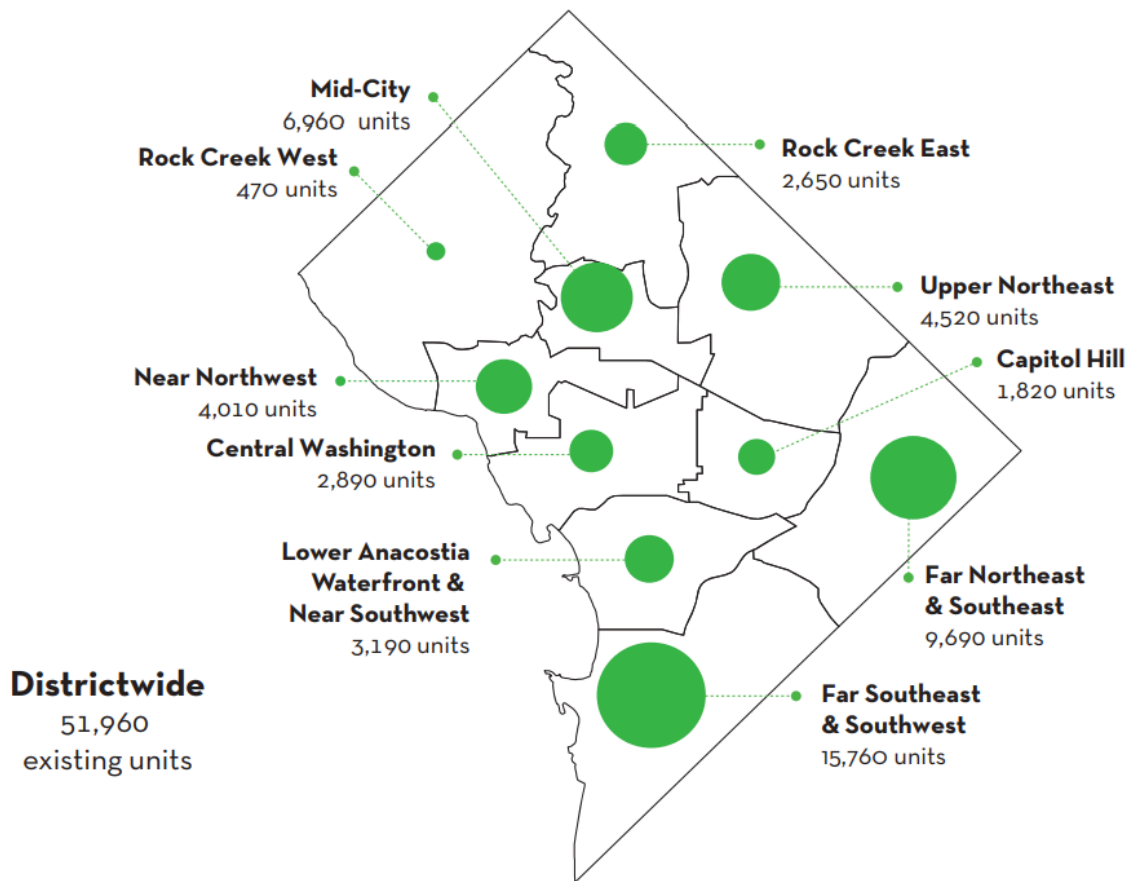 Mid-City
6,960 units
Rock Creek West
470 units
Rock Creek East
2,650 units
Upper Northeast
4,520 units
Capitol Hill
1,820 units
Near Northwest
4,010 units
Central Washington
2,890 units
Lower Anacostia
Waterfront &
Near Southwest
3,190 units
Far Northeast
& Southeast
9,690 units
Far Southeast
& Southwest
15,760 units
Districtwide
51,960
existing units